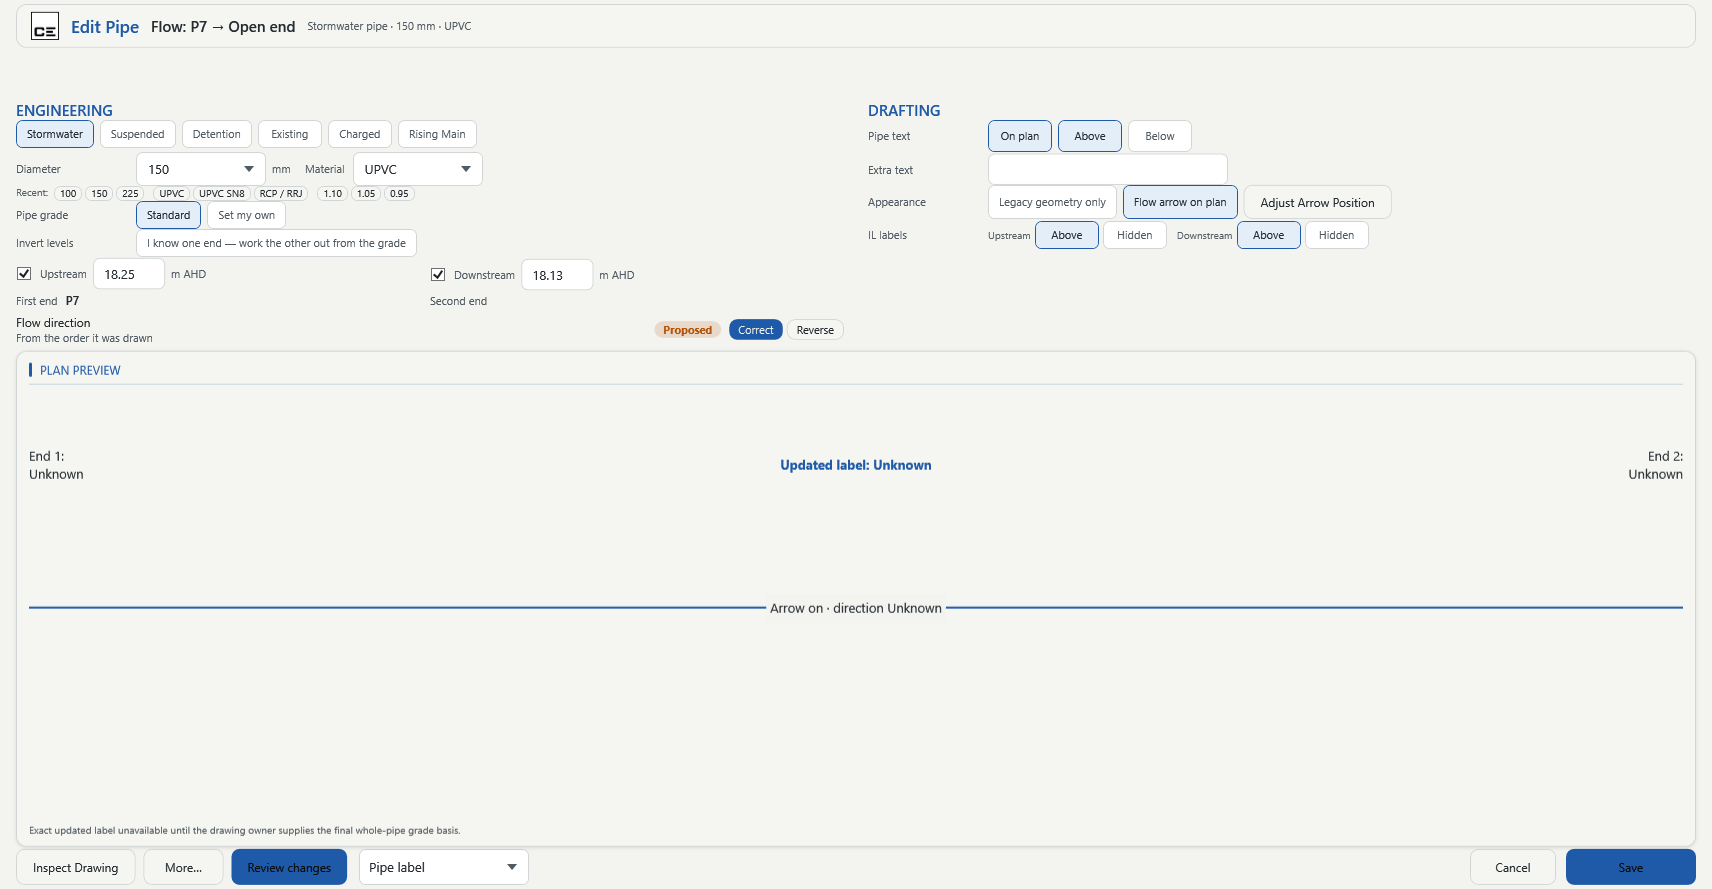 CE Edit Pipe Flow: P7 → Open end Stormwater pipe · 150 mm · UPVC
ENGINEERING
Stormwater Suspended Detention Existing Charged Rising Main
Diameter 150 mm Material UPVC
Recent: 100 150 225 UPVC UPVC SN8 RCP / RRJ 1.10 1.05 0.95
Pipe grade Standard Set my own
Invert levels I know one end — work the other out from the grade
Upstream 18.25 m AHD Downstream 18.13 m AHD
First end P7 Second end
Flow direction
From the order it was drawn
Proposed Correct Reverse
DRAFTING
Pipe text On plan Above Below
Extra text
Appearance Legacy geometry only Flow arrow on plan Adjust Arrow Position
IL labels Upstream Above Hidden Downstream Above Hidden
PLAN PREVIEW
End 1:
Unknown
Updated label: Unknown
End 2:
Unknown
Arrow on · direction Unknown
Exact updated label unavailable until the drawing owner supplies the final whole-pipe grade basis.
Inspect Drawing More... Review changes Pipe label Cancel Save